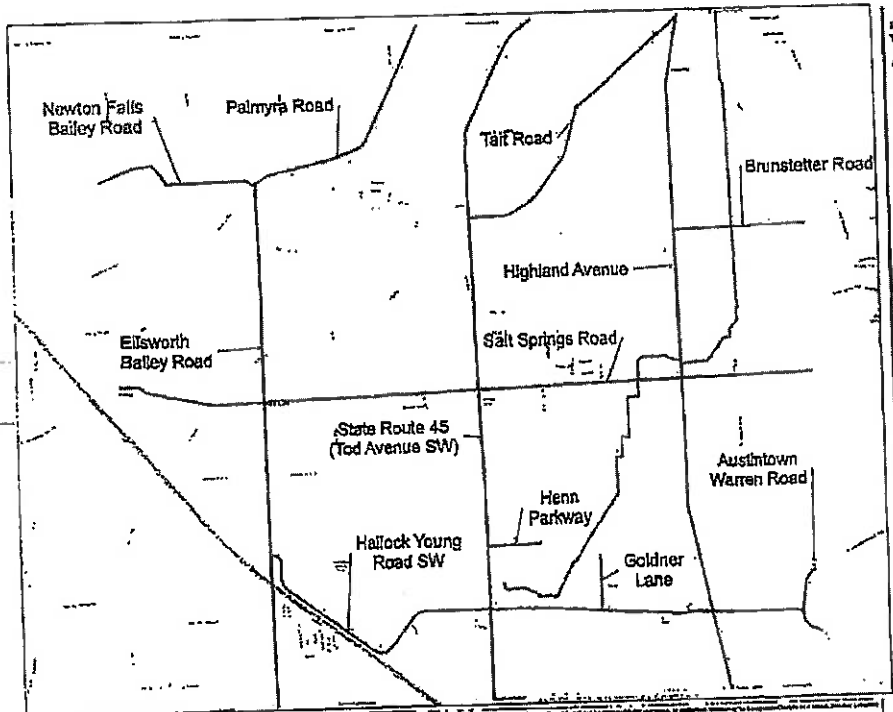 Newton Falls
Bailey Road
Palmyra Road
Tait Road
Brunstetter Road
Highland Avenue
Ellsworth
Bailey Road
Salt Springs Road
State Route 45
(Tod Avenue SW)
Austintown
Warren Road
Henn
Parkway
Hallock Young
Road SW
Goldner
Lane